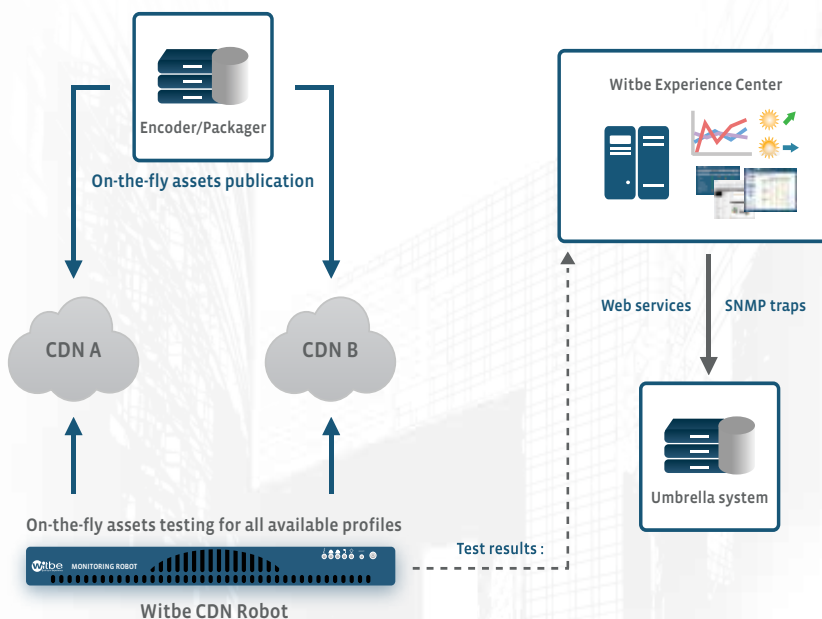 Encoder/Packager
On-the-fly assets publication
CDN A
CDN B
On-the-fly assets testing for all available profiles
witbe MONITORING ROBOT
Witbe CDN Robot
Test results :
Witbe Experience Center
Web services
SNMP traps
Umbrella system